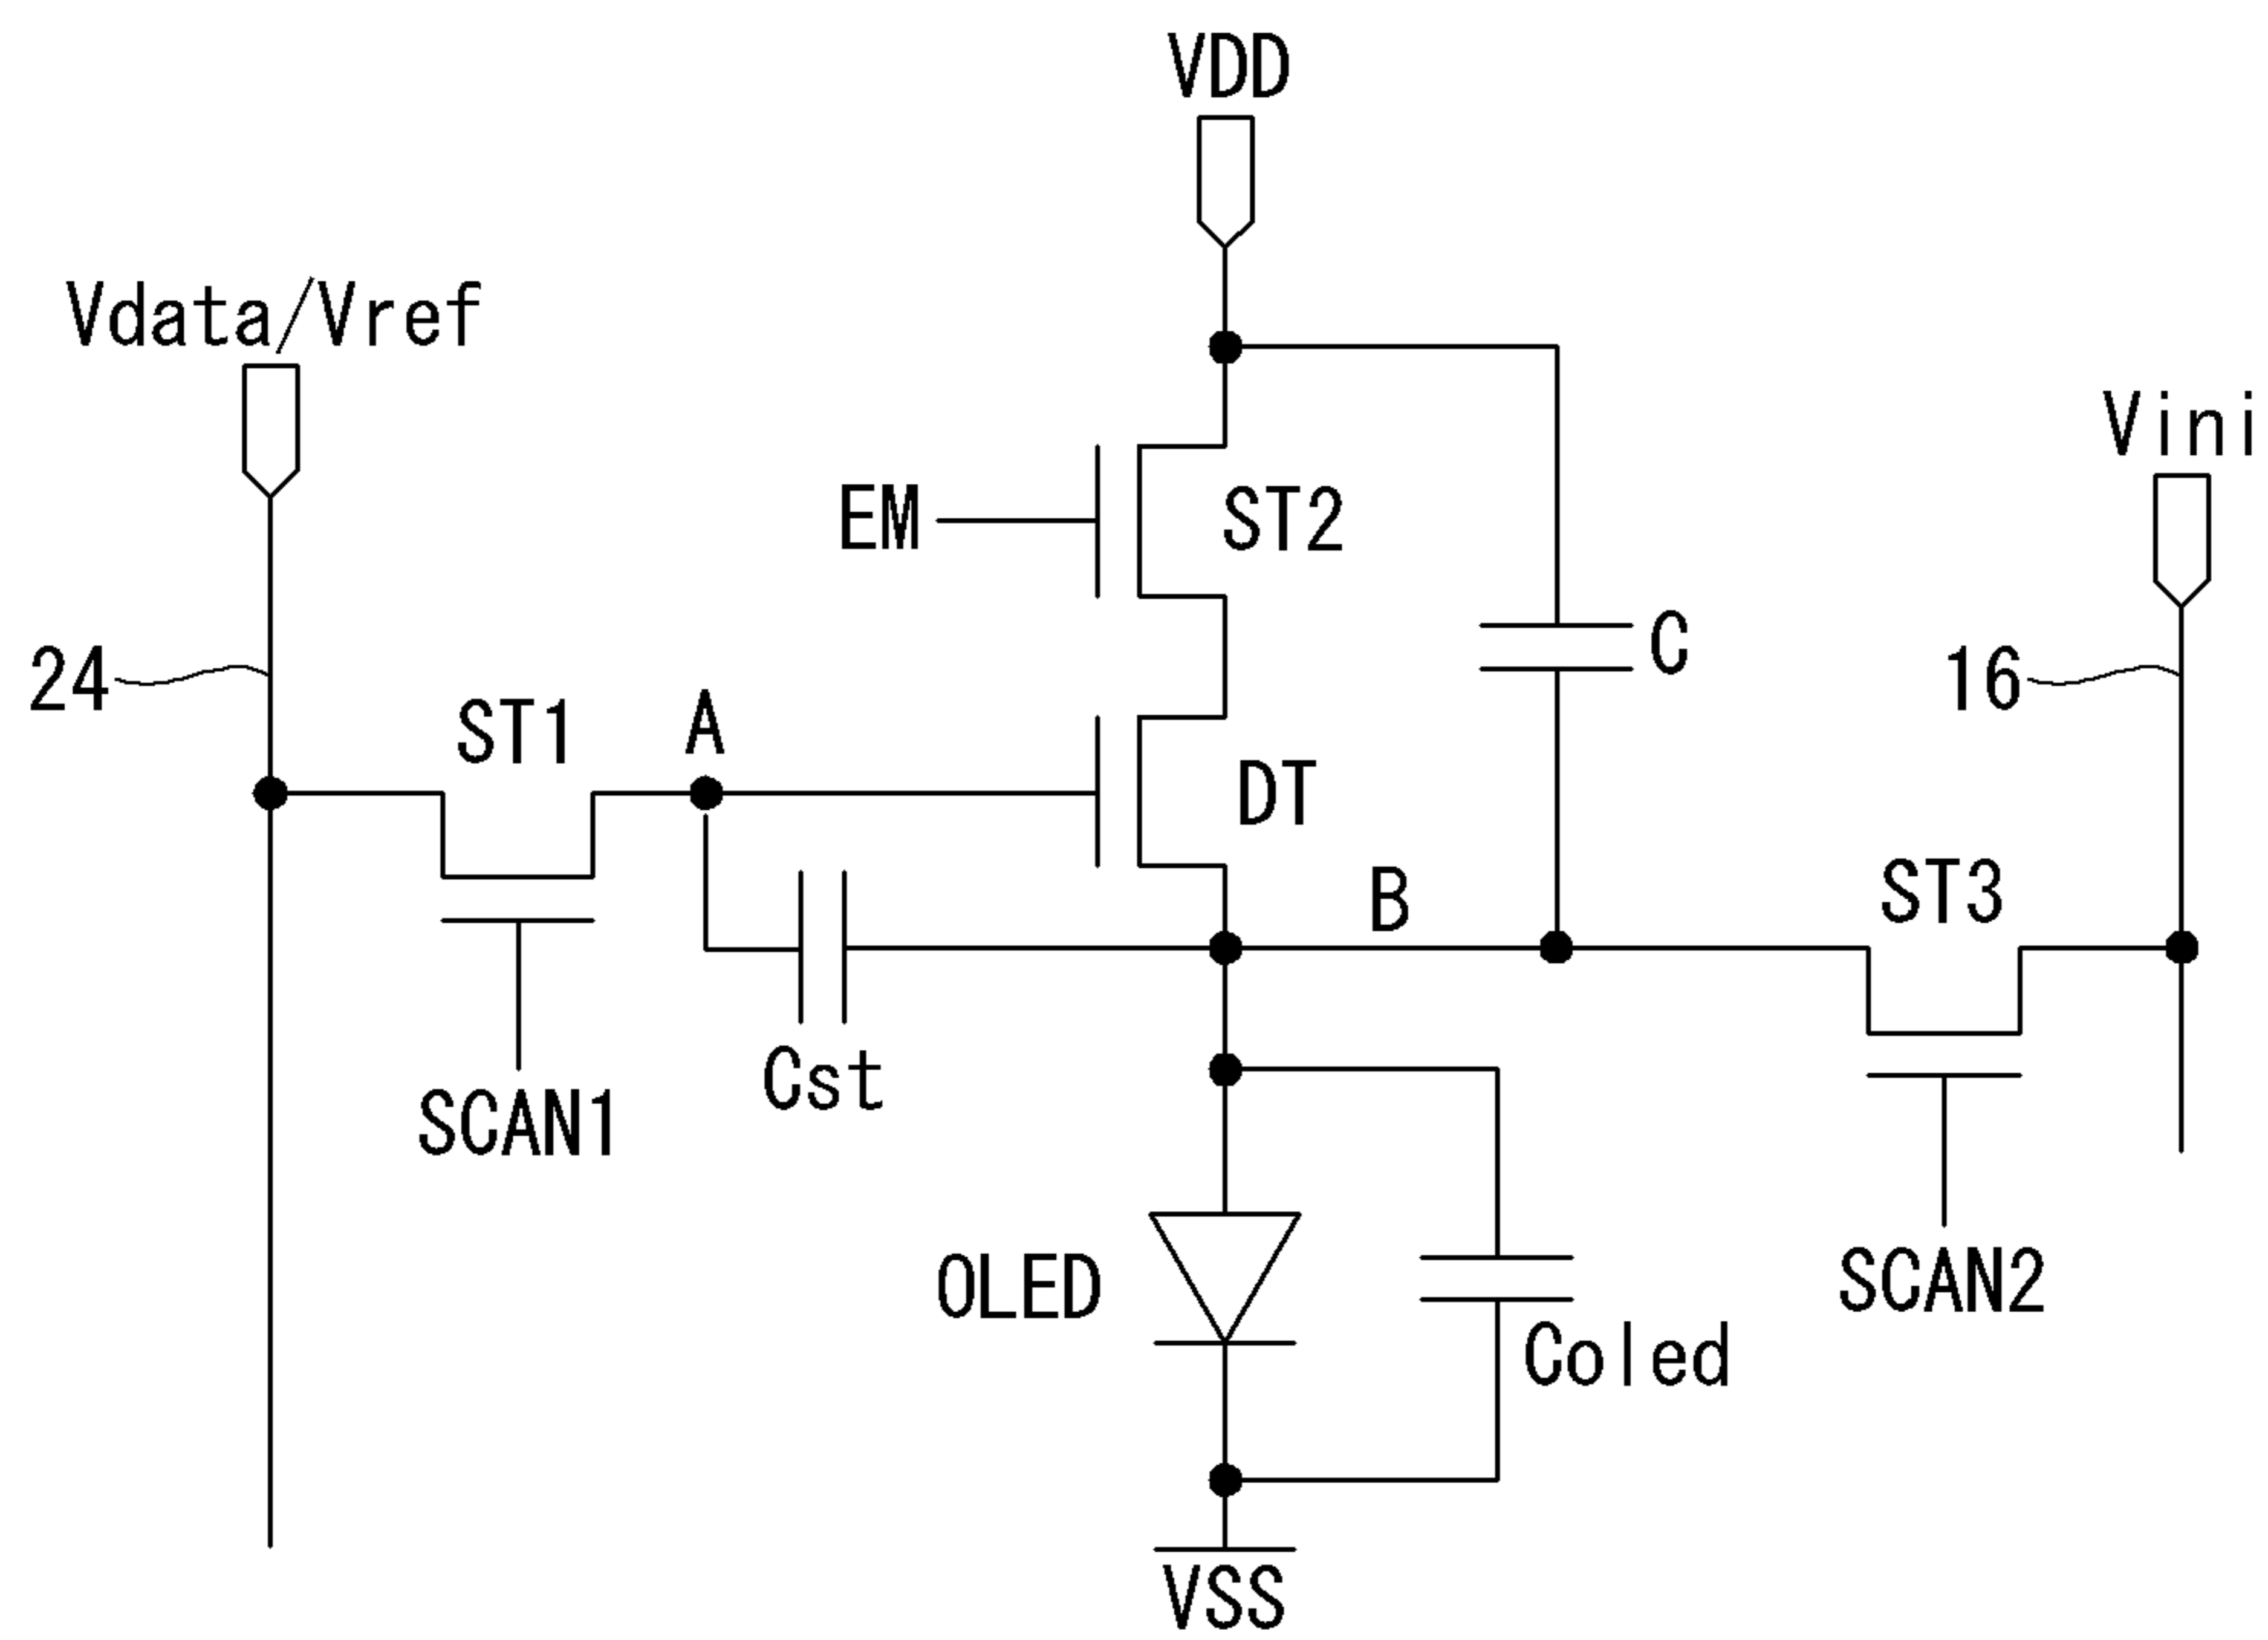 VDD
Vdata/Vref
Vini
EM
ST2
C
24
16
ST1
A
DT
B
ST3
Cst
SCAN1
OLED
SCAN2
Coled
VSS